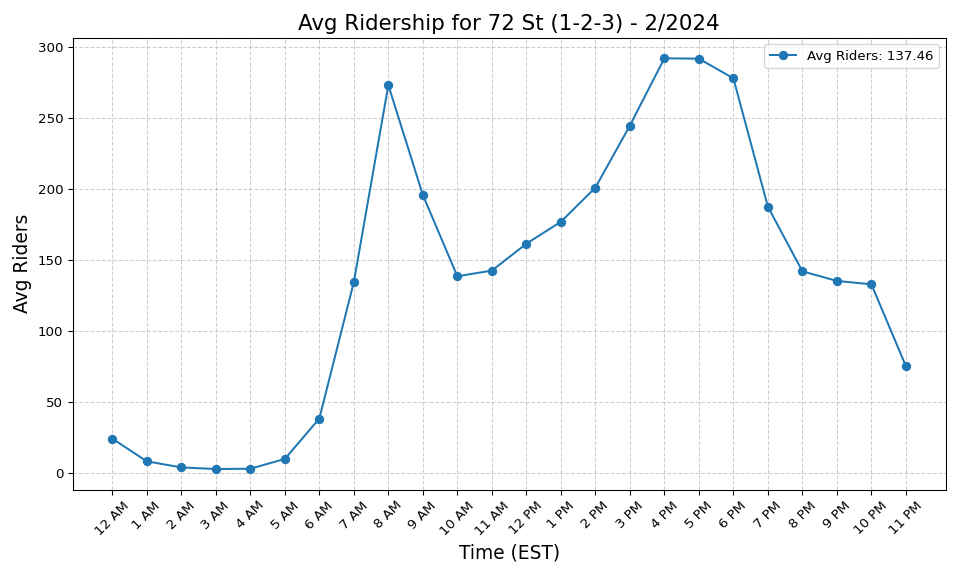 Avg Ridership for 72 St (1-2-3) - 2/2024
Avg Riders: 137.46
300
250
200
150
100
50
0
Avg Riders
12 AM
1 AM
2 AM
3 AM
4 AM
5 AM
6 AM
7 AM
8 AM
9 AM
10 AM
11 AM
12 PM
1 PM
2 PM
3 PM
4 PM
5 PM
6 PM
7 PM
8 PM
9 PM
10 PM
11 PM
Time (EST)